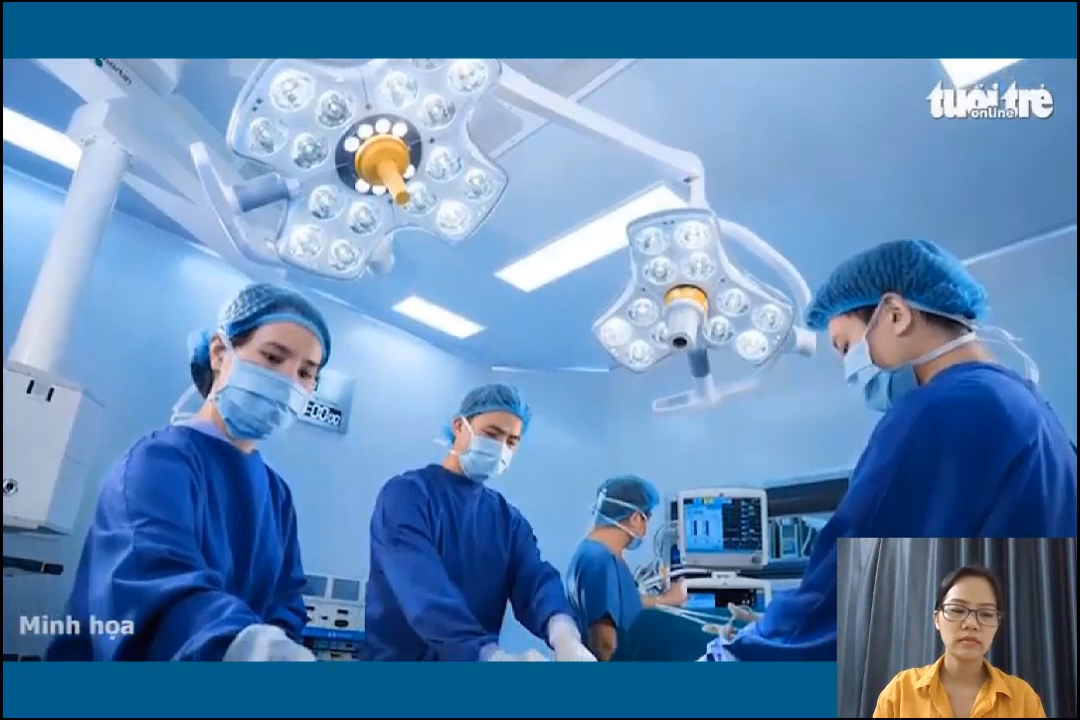 tuổi trẻ
online
Minh họa